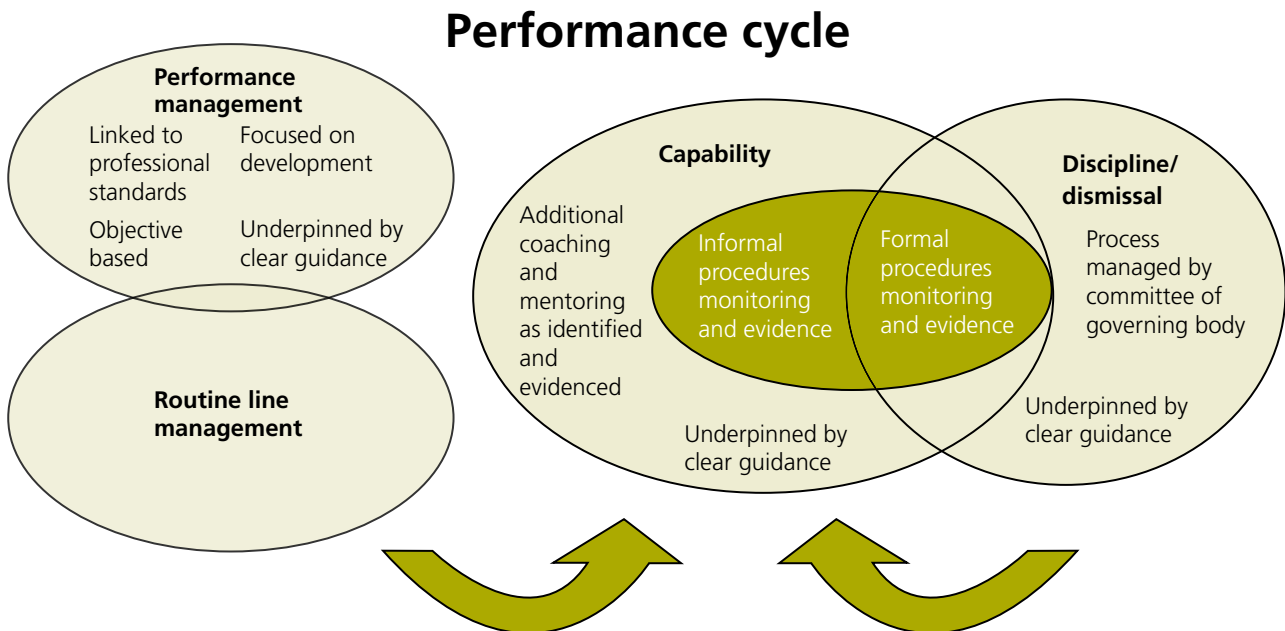 Performance cycle
Performance
management
Linked to
professional
standards
Focused on
development
Objective
based
Underpinned by
clear guidance
Routine line
management
Capability
Additional
coaching
and
mentoring
as identified
and
evidenced
Informal
procedures
monitoring
and evidence
Formal
procedures
monitoring
and evidence
Underpinned by
clear guidance
Discipline/
dismissal
Process
managed by
committee of
governing body
Underpinned by
clear guidance